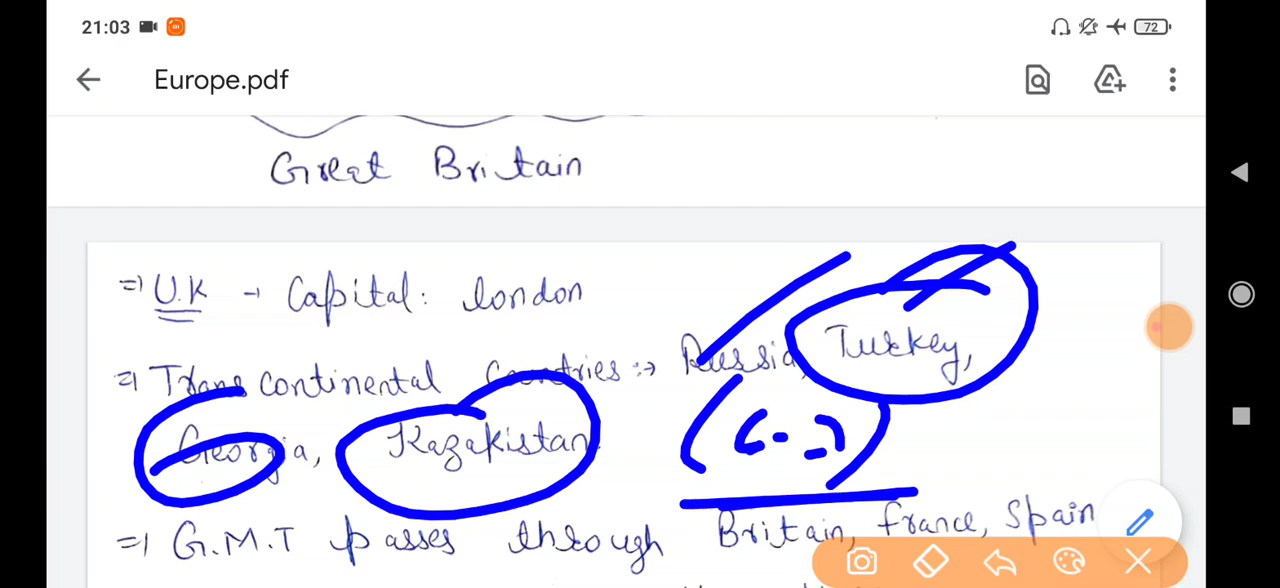 21:03
72
Europe.pdf
Great Britain
=) U.K → Capital: london
=) Trans continental Countries :→ Russia, Turkey,
Georgia, Kazakistan
=) G.M.T passes through Britain, france, Spain